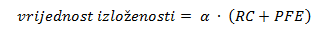 vrijednost izloženosti = α · (RC + PFE)